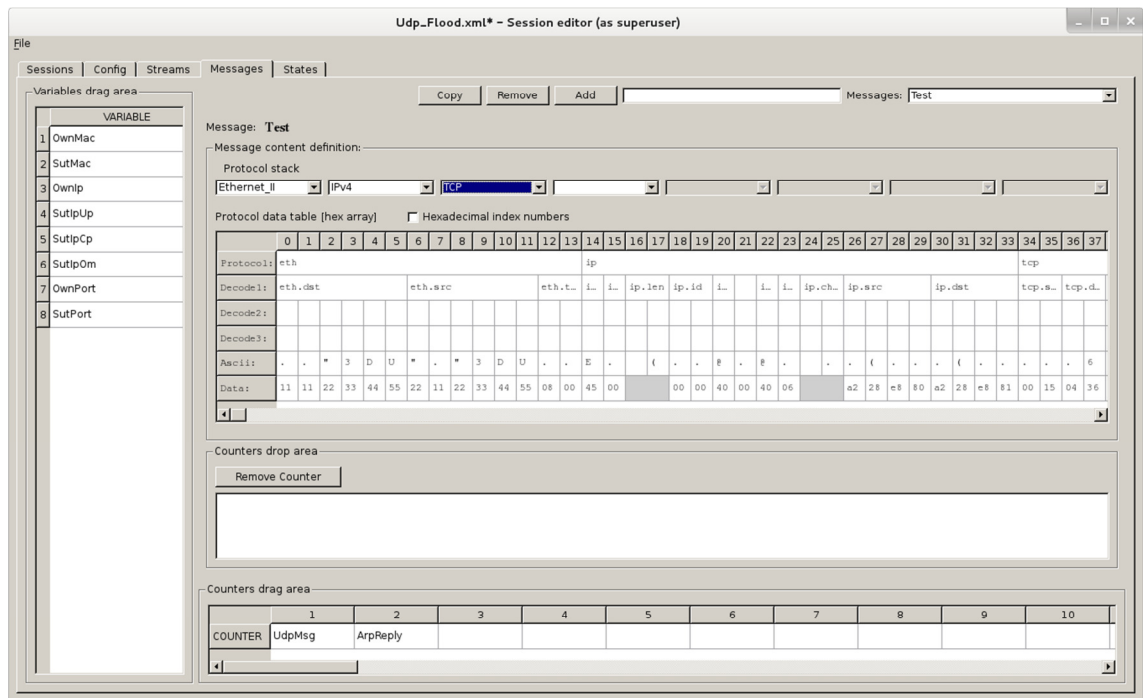 Udp_Flood.xml* – Session editor (as superuser)
File
Sessions Config Streams Messages States
Variables drag area
VARIABLE
1 OwnMac
2 SutMac
3 OwnIp
4 SutIpUp
5 SutIpCp
6 SutIpOm
7 OwnPort
8 SutPort
Copy Remove Add Messages: Test
Message: Test
Message content definition:
Protocol stack
Ethernet_II IPv4 TCP
Protocol data table [hex array] Hexadecimal index numbers
0 1 2 3 4 5 6 7 8 9 10 11 12 13 14 15 16 17 18 19 20 21 22 23 24 25 26 27 28 29 30 31 32 33 34 35 36 37
Protocol: eth ip tcp
Decode1: eth.dst eth.src eth.t... i... i... ip.len ip.id i... i... i... ip.ch... ip.src ip.dst tcp.s... tcp.d...
Decode2:
Decode3:
Ascii: . . " 3 D U " . " 3 D U . . E . ( . . @ . @ . . . ( . . . ( . . . . . 6
Data: 11 11 22 33 44 55 22 11 22 33 44 55 08 00 45 00 00 00 40 00 40 06 a2 28 e8 80 a2 28 e8 81 00 15 04 36
Counters drop area
Remove Counter
Counters drag area
1 2 3 4 5 6 7 8 9 10
COUNTER UdpMsg ArpReply